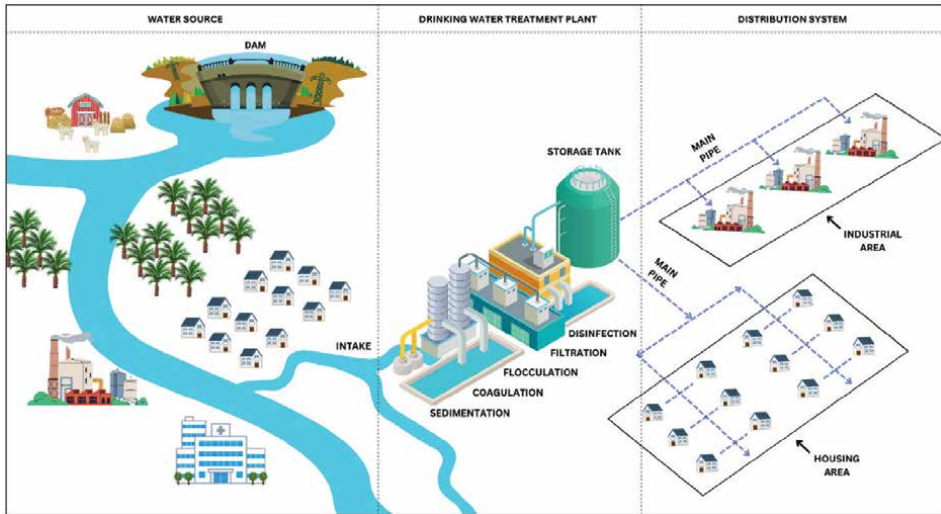 WATER SOURCE
DRINKING WATER TREATMENT PLANT
DISTRIBUTION SYSTEM
DAM
STORAGE TANK
MAIN
PIPE
INDUSTRIAL
AREA
MAIN
PIPE
INTAKE
DISINFECTION
FILTRATION
FLOCCULATION
COAGULATION
SEDIMENTATION
HOUSING
AREA